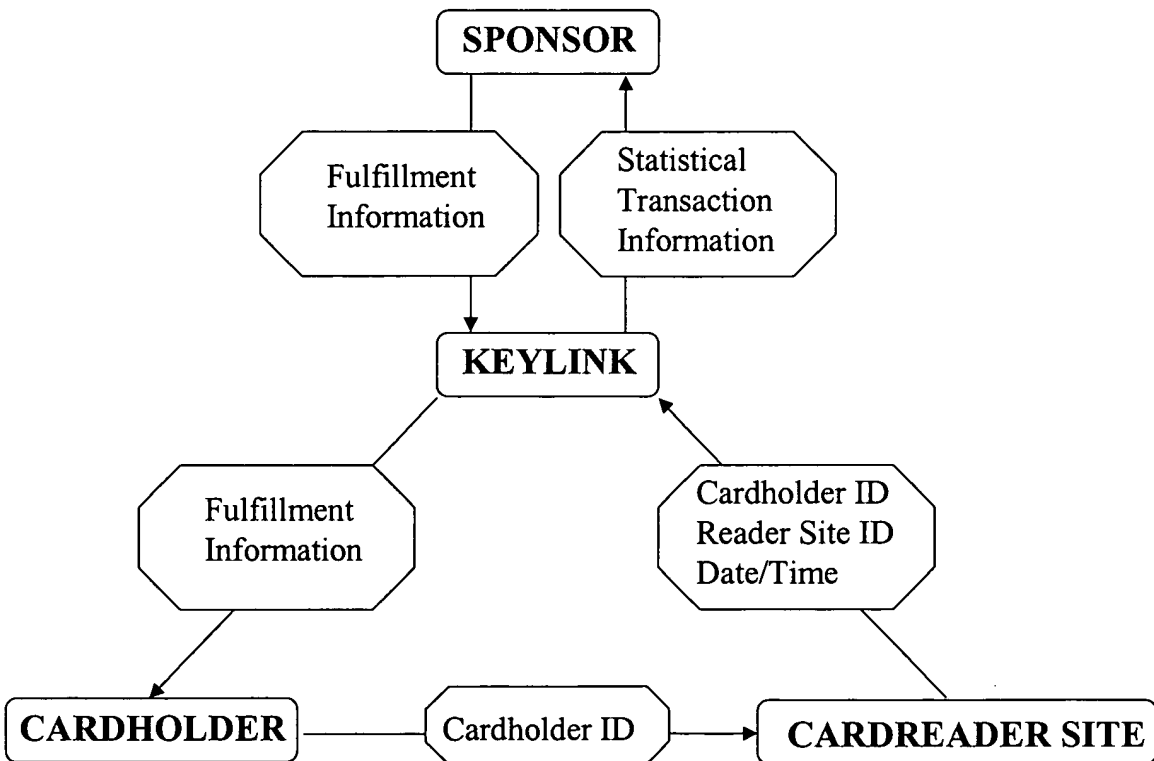 SPONSOR
Fulfillment
Information
Statistical
Transaction
Information
KEYLINK
Fulfillment
Information
Cardholder ID
Reader Site ID
Date/Time
CARDHOLDER
Cardholder ID
CARDREADER SITE